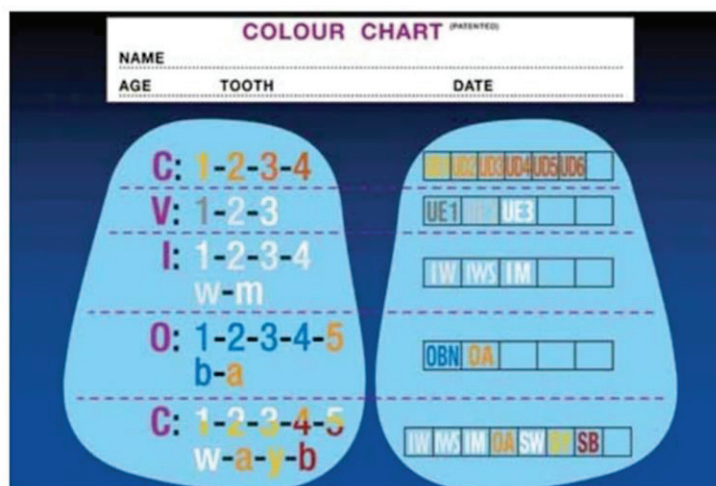 COLOUR CHART (PATENTED)
NAME
AGE TOOTH DATE
C: 1-2-3-4 UD1 UD2 UD3 UD4 UD5 UD6
V: 1-2-3 UE1 UE2 UE3
I: 1-2-3-4
w-m IW IWS IM
O: 1-2-3-4-5
b-a OBN OA
C: 1-2-3-4-5
w-a-y-b IW IWS IM OA SW SB